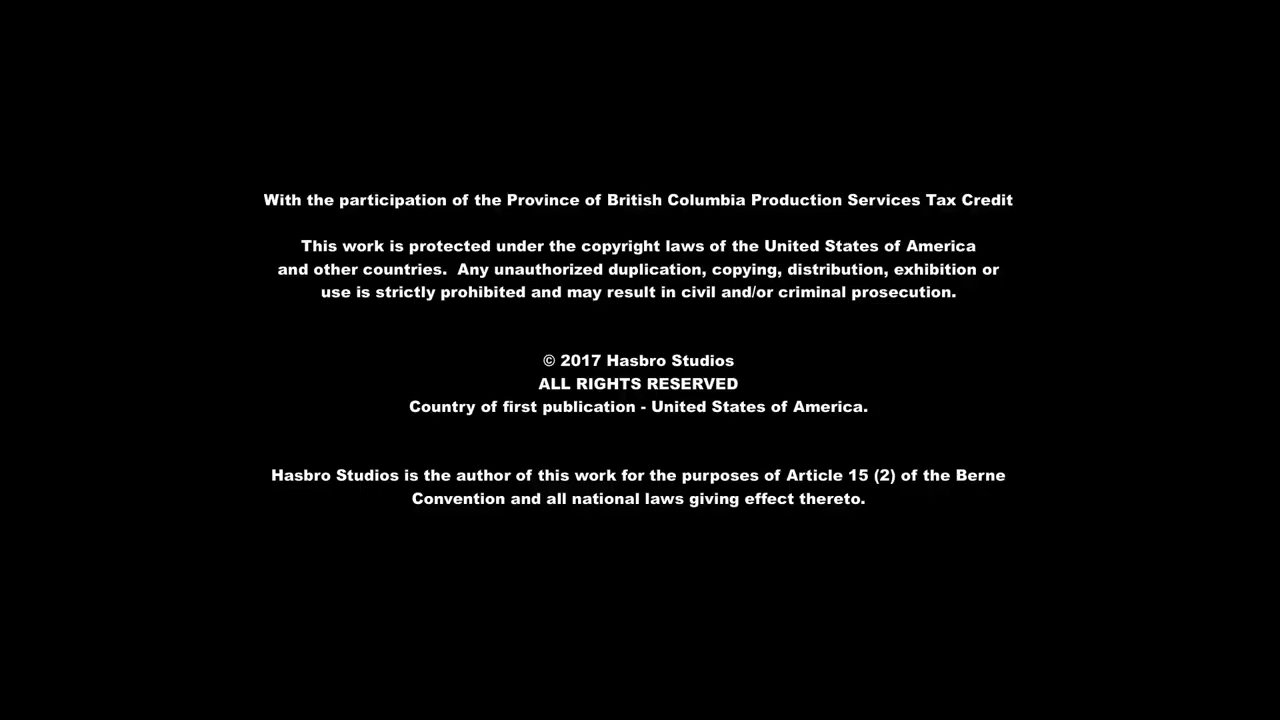 With the participation of the Province of British Columbia Production Services Tax Credit
This work is protected under the copyright laws of the United States of America
and other countries.  Any unauthorized duplication, copying, distribution, exhibition or
use is strictly prohibited and may result in civil and/or criminal prosecution.
© 2017 Hasbro Studios
ALL RIGHTS RESERVED
Country of first publication - United States of America.
Hasbro Studios is the author of this work for the purposes of Article 15 (2) of the Berne
Convention and all national laws giving effect thereto.